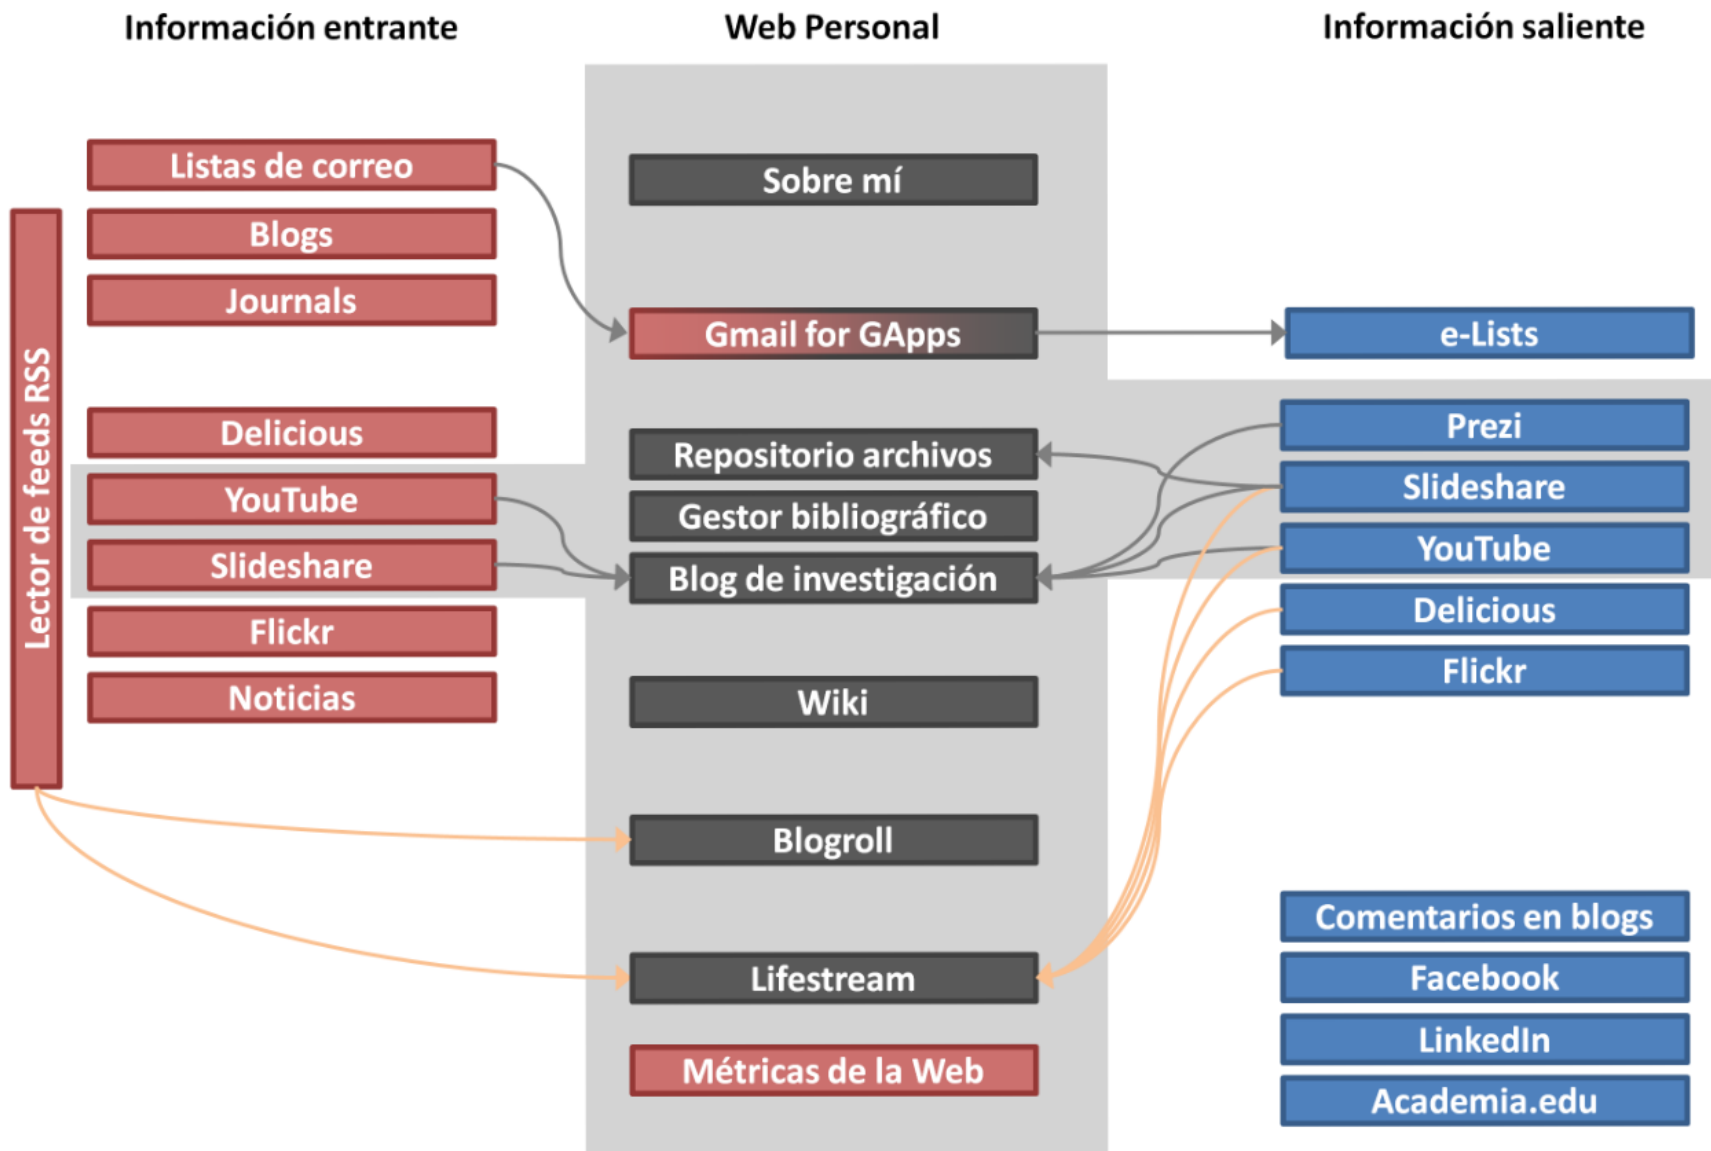 Información entrante
Web Personal
Información saliente
Lector de feeds RSS
Listas de correo
Blogs
Journals
Delicious
YouTube
Slideshare
Flickr
Noticias
Sobre mí
Gmail for GApps
Repositorio archivos
Gestor bibliográfico
Blog de investigación
Wiki
Blogroll
Lifestream
Métricas de la Web
e-Lists
Prezi
Slideshare
YouTube
Delicious
Flickr
Comentarios en blogs
Facebook
LinkedIn
Academia.edu